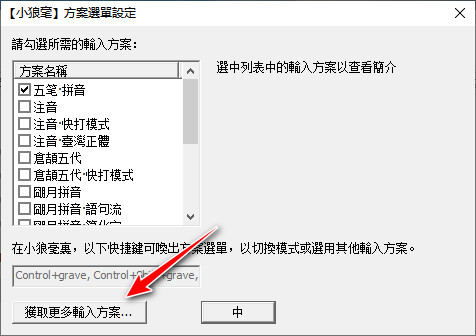 【小狼毫】方案選單設定
請勾選所需的輸入方案：
方案名稱
選中列表中的輸入方案以查看簡介
五笔·拼音
注音
注音·快打模式
注音·臺灣正體
倉頡五代
倉頡五代·快打模式
朙月拼音
朙月拼音·語句流
在小狼毫裏，以下快捷鍵可喚出方案選單，以切換模式或選用其他輸入方案。
Control+grave, Control+
獲取更多輸入方案...
中